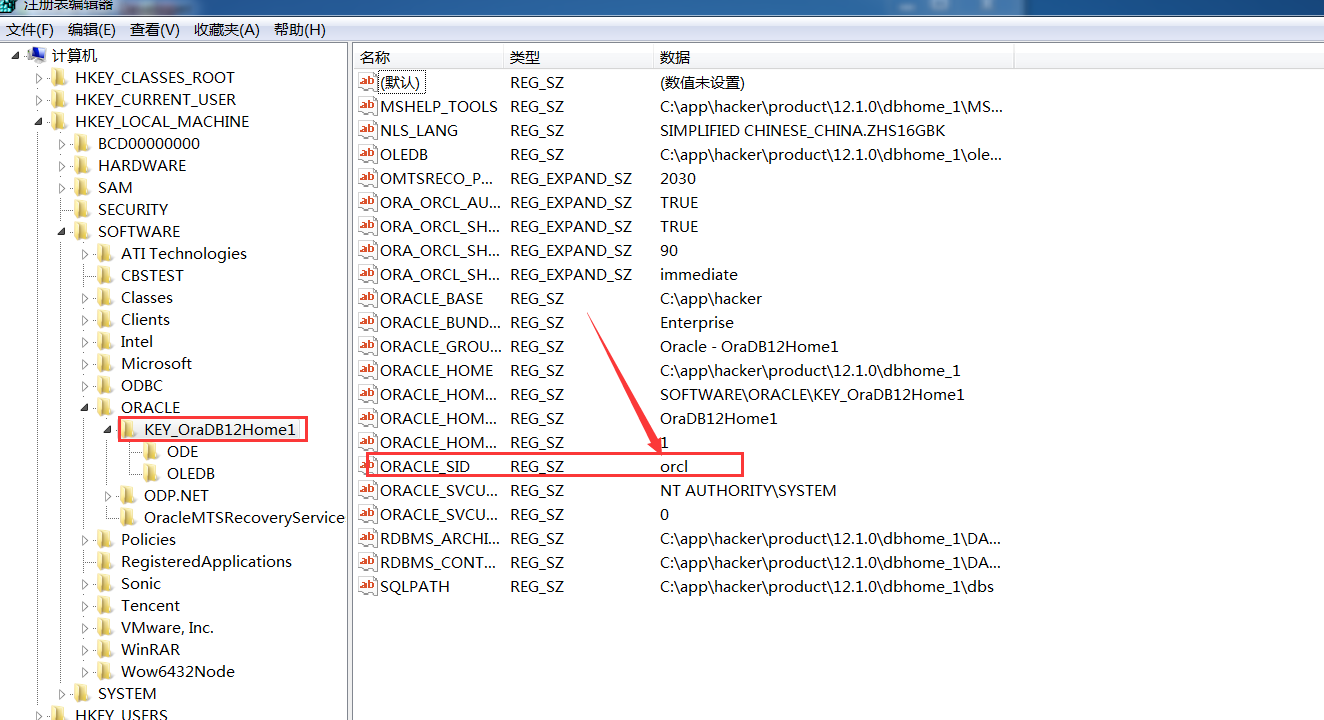 注册表编辑器
文件(F) 编辑(E) 查看(V) 收藏夹(A) 帮助(H)
计算机
HKEY_CLASSES_ROOT
HKEY_CURRENT_USER
HKEY_LOCAL_MACHINE
BCD00000000
HARDWARE
SAM
SECURITY
SOFTWARE
ATI Technologies
CBSTEST
Classes
Clients
Intel
Microsoft
ODBC
ORACLE
KEY_OraDB12Home1
ODE
OLEDB
ODP.NET
OracleMTSRecoveryService
Policies
RegisteredApplications
Sonic
Tencent
VMware, Inc.
WinRAR
Wow6432Node
SYSTEM
HKEY_USERS
名称 类型 数据
(默认) REG_SZ (数值未设置)
MSHELP_TOOLS REG_SZ C:\app\hacker\product\12.1.0\dbhome_1\MS...
NLS_LANG REG_SZ SIMPLIFIED CHINESE_CHINA.ZHS16GBK
OLEDB REG_SZ C:\app\hacker\product\12.1.0\dbhome_1\ole...
OMTSRECO_P... REG_EXPAND_SZ 2030
ORA_ORCL_AU... REG_EXPAND_SZ TRUE
ORA_ORCL_SH... REG_EXPAND_SZ TRUE
ORA_ORCL_SH... REG_EXPAND_SZ 90
ORA_ORCL_SH... REG_EXPAND_SZ immediate
ORACLE_BASE REG_SZ C:\app\hacker
ORACLE_BUND... REG_SZ Enterprise
ORACLE_GROU... REG_SZ Oracle - OraDB12Home1
ORACLE_HOME REG_SZ C:\app\hacker\product\12.1.0\dbhome_1
ORACLE_HOM... REG_SZ SOFTWARE\ORACLE\KEY_OraDB12Home1
ORACLE_HOM... REG_SZ OraDB12Home1
ORACLE_HOM... REG_SZ 1
ORACLE_SID REG_SZ orcl
ORACLE_SVCU... REG_SZ NT AUTHORITY\SYSTEM
ORACLE_SVCU... REG_SZ 0
RDBMS_ARCHI... REG_SZ C:\app\hacker\product\12.1.0\dbhome_1\DA...
RDBMS_CONT... REG_SZ C:\app\hacker\product\12.1.0\dbhome_1\DA...
SQLPATH REG_SZ C:\app\hacker\product\12.1.0\dbhome_1\dbs